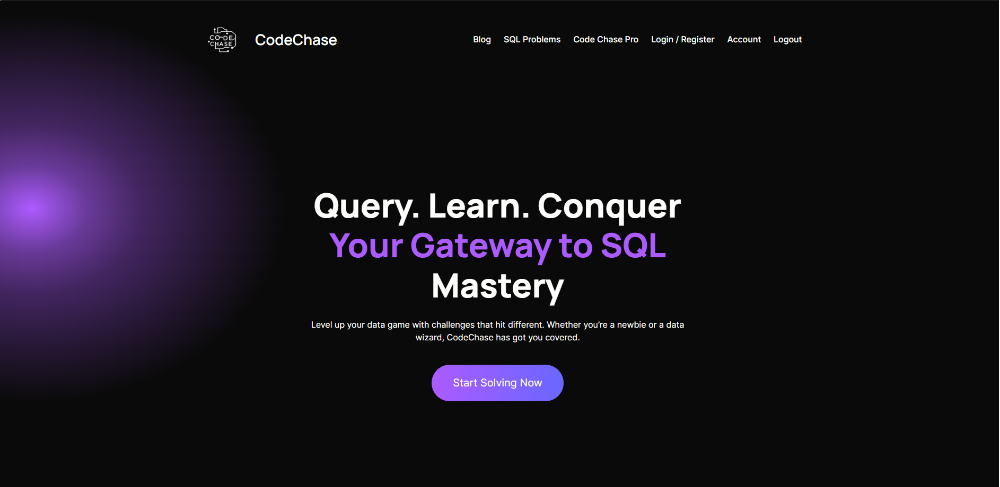 CO-DE
CHASE
CodeChase
Blog SQL Problems Code Chase Pro Login / Register Account Logout
Query. Learn. Conquer
Your Gateway to SQL
Mastery
Level up your data game with challenges that hit different. Whether you’re a newbie or a data
wizard, CodeChase has got you covered.
Start Solving Now